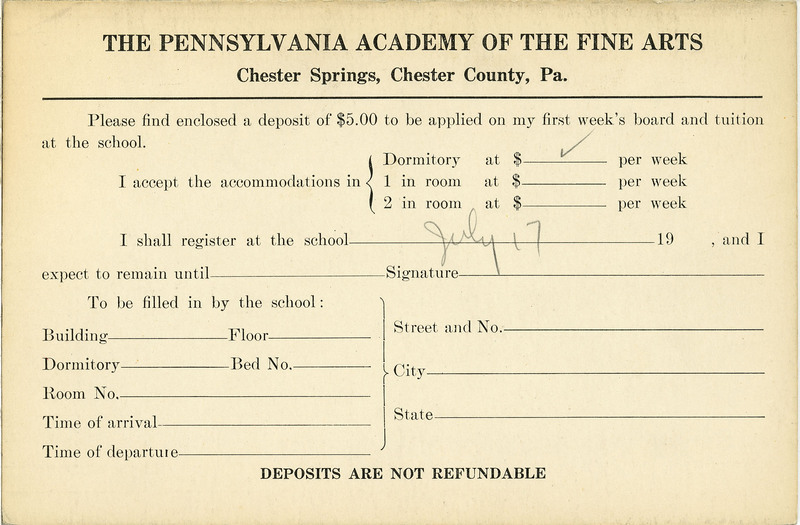 THE PENNSYLVANIA ACADEMY OF THE FINE ARTS
Chester Springs, Chester County, Pa.
Please find enclosed a deposit of $5.00 to be applied on my first week's board and tuition
at the school.
I accept the accommodations in
Dormitory at $ ✓ per week
1 in room at $ per week
2 in room at $ per week
I shall register at the school July 17 19 , and I
expect to remain until Signature
To be filled in by the school:
Building Floor
Dormitory Bed No.
Room No.
Time of arrival
Time of departure
Street and No.
City
State
DEPOSITS ARE NOT REFUNDABLE